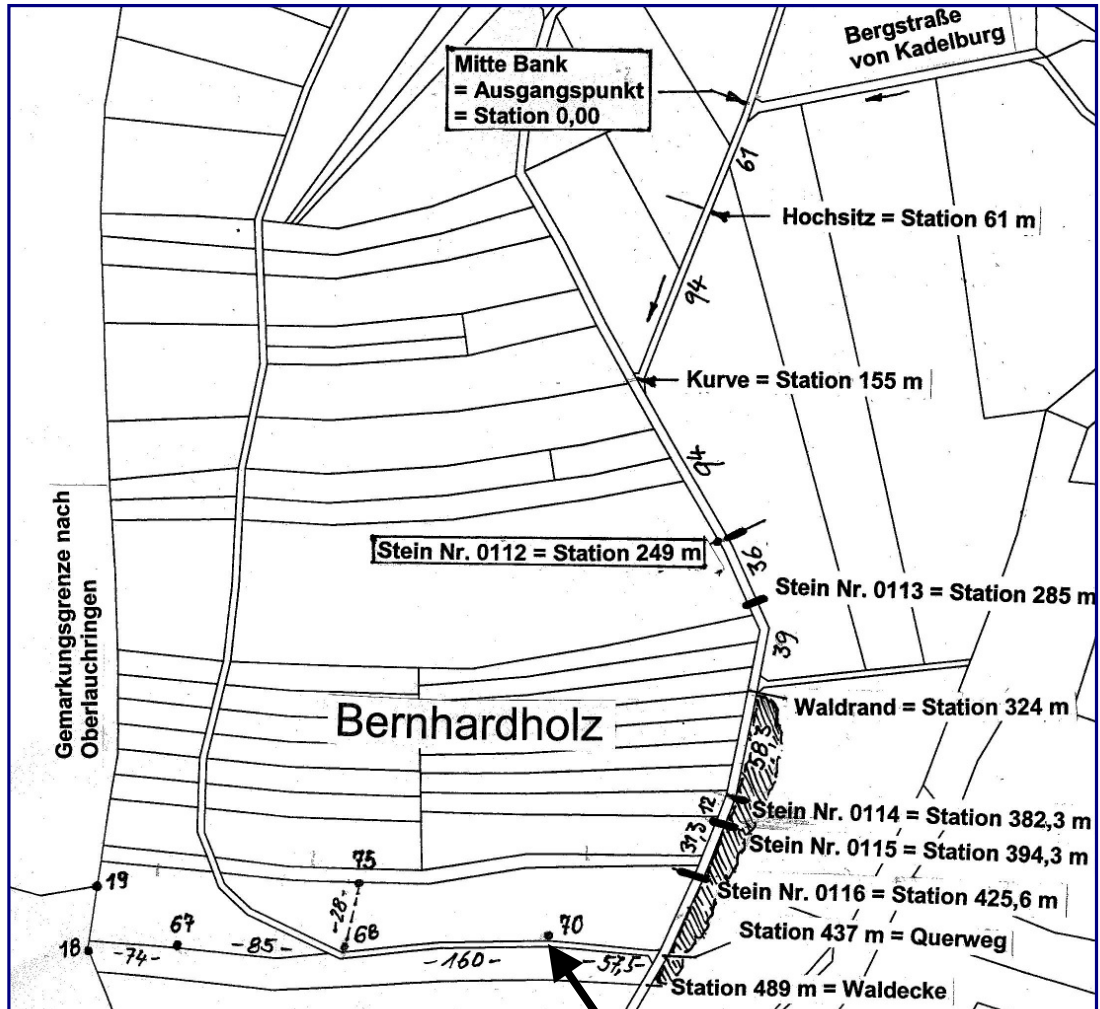 Bergstraße
von Kadelburg
Mitte Bank
= Ausgangspunkt
= Station 0,00
61
Hochsitz = Station 61 m
94
Kurve = Station 155 m
94
Stein Nr. 0112 = Station 249 m
36
Stein Nr. 0113 = Station 285 m
39
Gemarkungsgrenze nach
Oberlauchringen
Waldrand = Station 324 m
Bernhardholz
58,3
12
Stein Nr. 0114 = Station 382,3 m
31,3
Stein Nr. 0115 = Station 394,3 m
75
19
Stein Nr. 0116 = Station 425,6 m
-28-
67
68
70
Station 437 m = Querweg
18
-74-
-85-
-160-
-57,5-
Station 489 m = Waldecke